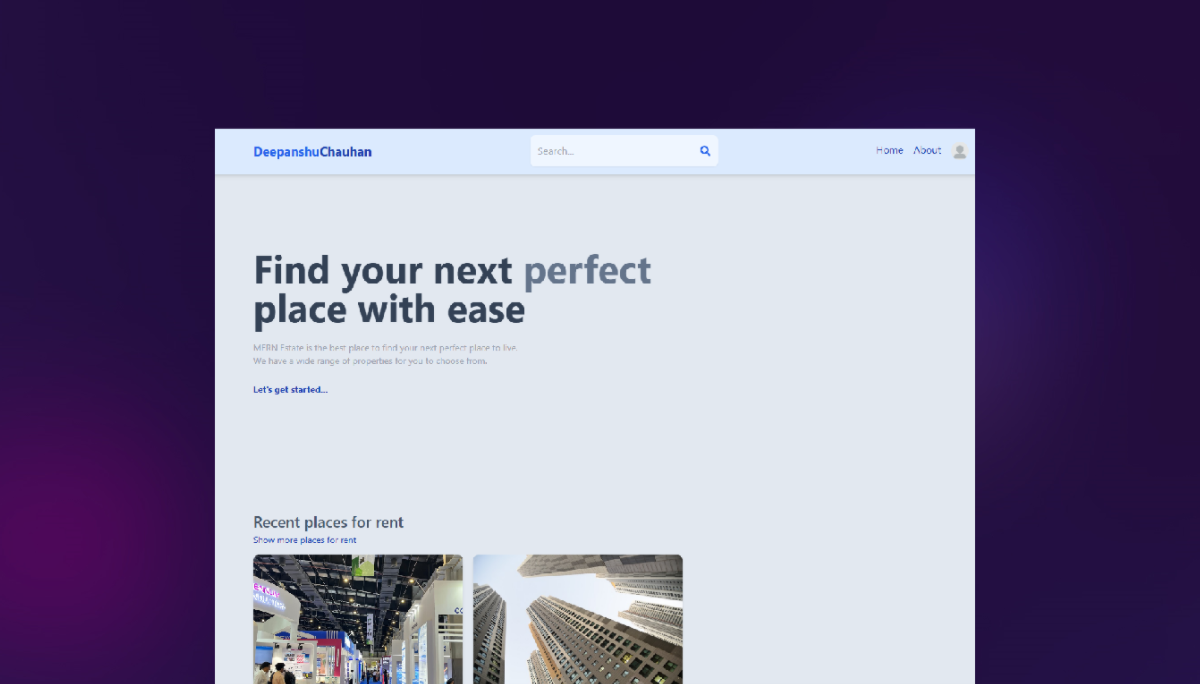 DeepanshuChauhan
Search...
Home
About
Find your next perfect
place with ease
MERN Estate is the best place to find your next perfect place to live.
We have a wide range of properties for you to choose from.
Let's get started...
Recent places for rent
Show more places for rent